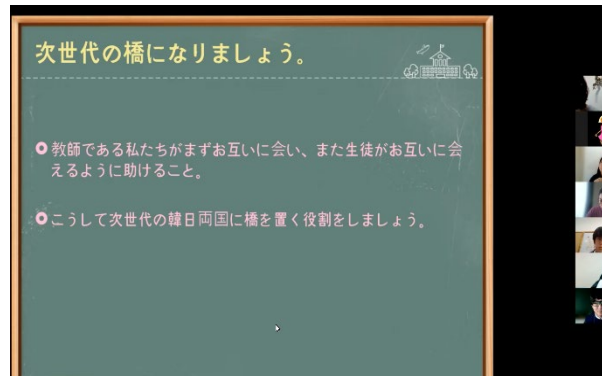 次世代の橋になりましょう。
教師である私たちがまずお互いに会い、また生徒がお互いに会
えるように助けること。
こうして次世代の韓日両国に橋を置く役割をしましょう。